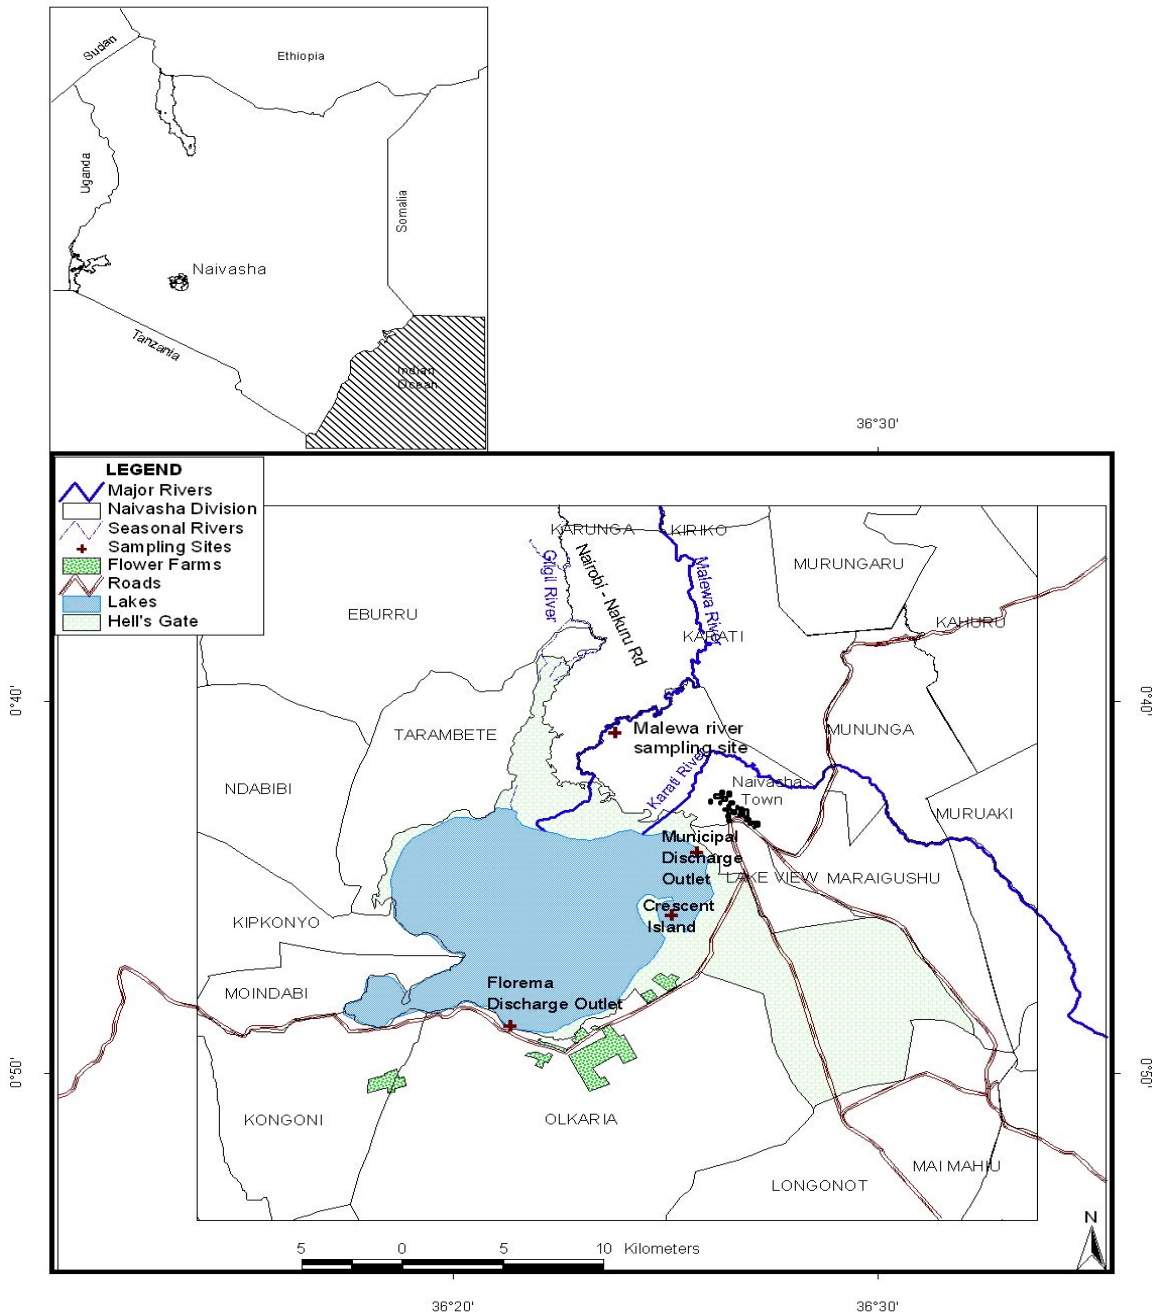 Sudan
Ethiopia
Uganda
Somalia
Naivasha
Tanzania
Indian
Ocean
36°30'
LEGEND
Major Rivers
Naivasha Division
Seasonal Rivers
Sampling Sites
Flower Farms
Roads
Lakes
Hell's Gate
KARUNGA
KIRIKO
MURUNGARU
Gilgil River
Nairobi - Nakuru Rd
Malewa River
EBURRU
KARATI
KAHURU
0°40'
0°40'
TARAMBETE
Malewa river
sampling site
MUNUNGA
NDABIBI
Karati River
Naivasha
Town
MURUAKI
Municipal
Discharge
Outlet
LAKE VIEW
MARAIGUSHU
Crescent
Island
KIPKONYO
MOINDABI
Florema
Discharge Outlet
0°50'
0°50'
KONGONI
OLKARIA
MAI MAHIU
LONGONOT
N
5 0 5 10 Kilometers
36°20'
36°30'